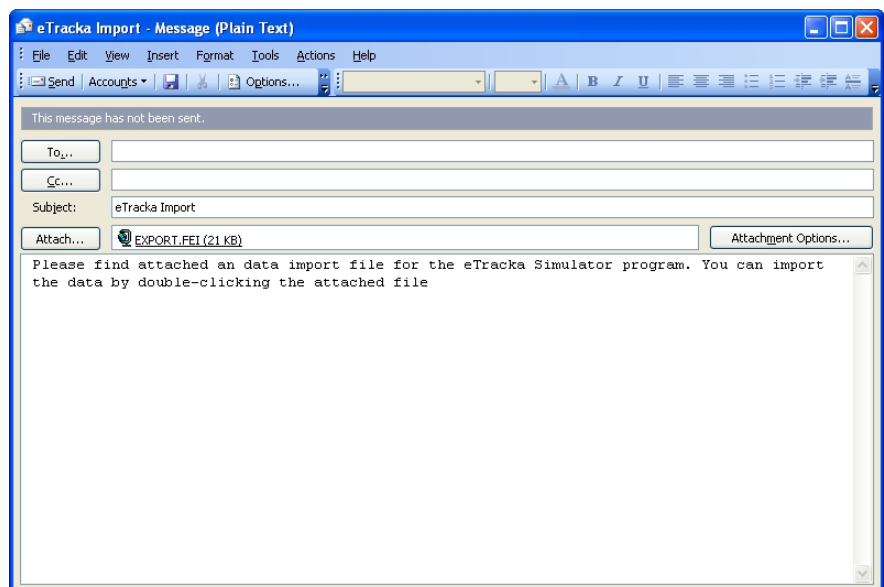 eTracka Import - Message (Plain Text)
File Edit View Insert Format Tools Actions Help
Send Accounts Options... A B I U
This message has not been sent.
To...
Cc...
Subject: eTracka Import
Attach... EXPORT.FEI (21 KB) Attachment Options...
Please find attached an data import file for the eTracka Simulator program. You can import
the data by double-clicking the attached file